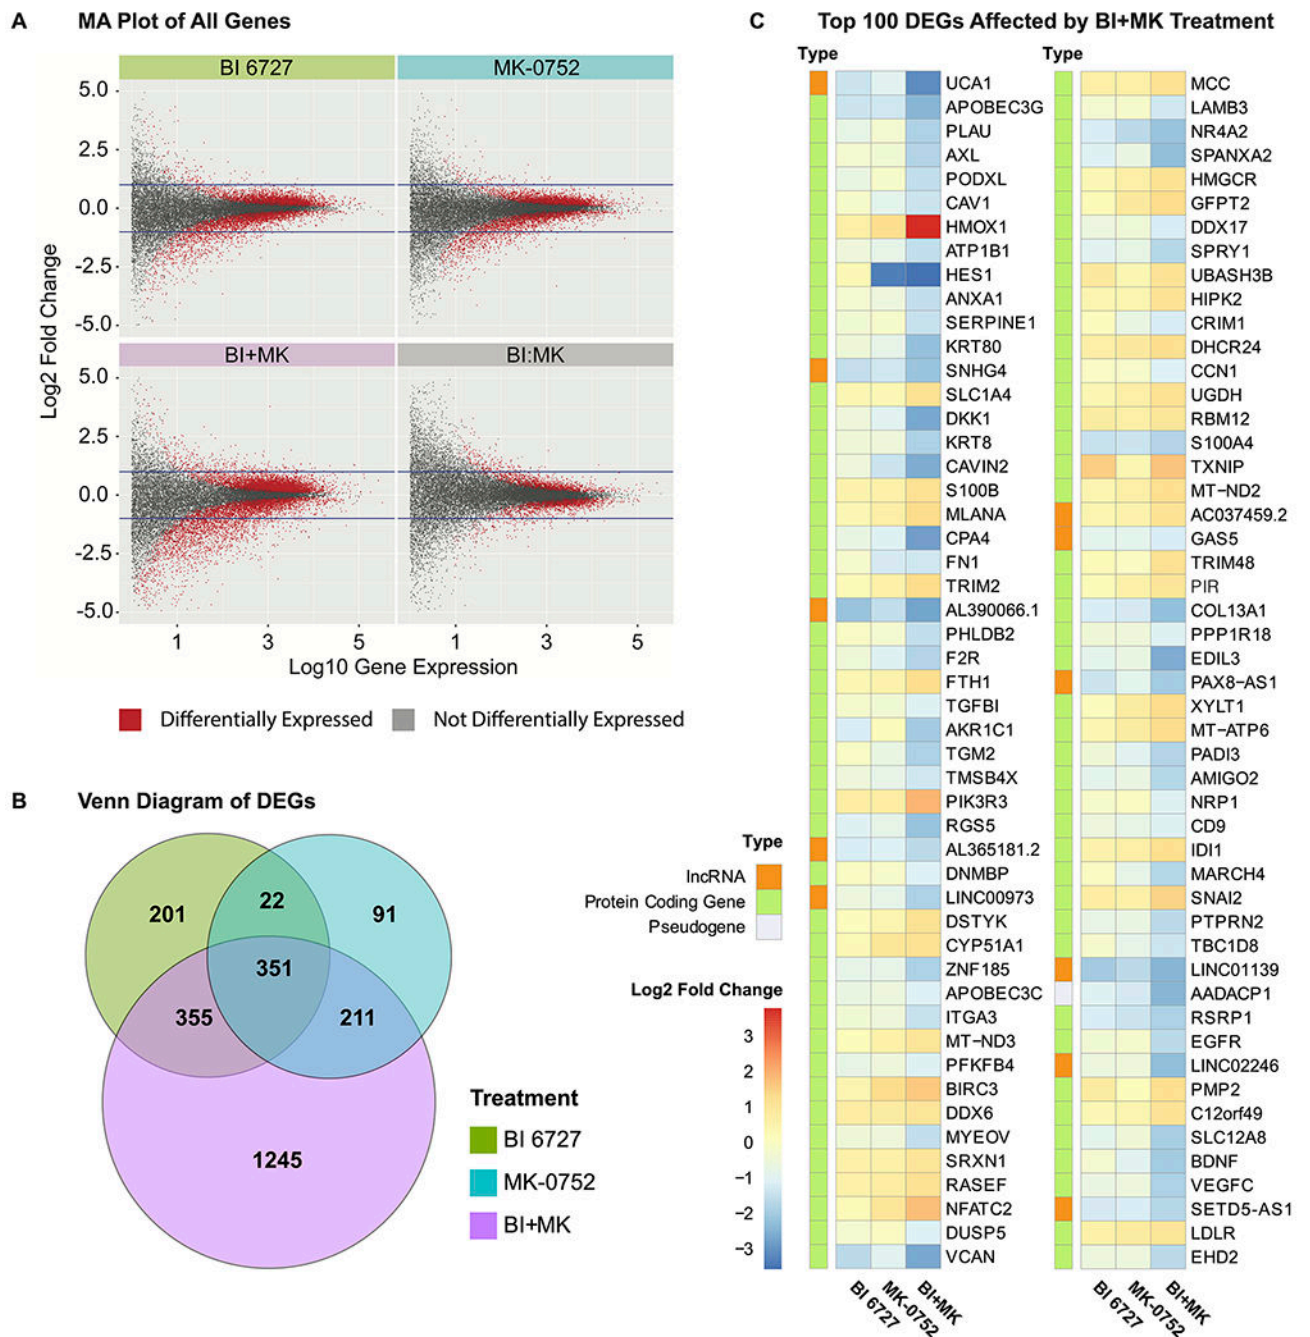 A MA Plot of All Genes
BI 6727
MK-0752
5.0
2.5
0.0
-2.5
-5.0
BI+MK
BI:MK
5.0
2.5
0.0
-2.5
-5.0
Log2 Fold Change
1 3 5
1 3 5
Log10 Gene Expression
Differentially Expressed
Not Differentially Expressed
B Venn Diagram of DEGs
201
22
91
351
355
211
1245
Treatment
BI 6727
MK-0752
BI+MK
C Top 100 DEGs Affected by BI+MK Treatment
Type
UCA1
APOBEC3G
PLAU
AXL
PODXL
CAV1
HMOX1
ATP1B1
HES1
ANXA1
SERPINE1
KRT80
SNHG4
SLC1A4
DKK1
KRT8
CAVIN2
S100B
MLANA
CPA4
FN1
TRIM2
AL390066.1
PHLDB2
F2R
FTH1
TGFBI
AKR1C1
TGM2
TMSB4X
PIK3R3
RGS5
AL365181.2
DNMBP
LINC00973
DSTYK
CYP51A1
ZNF185
APOBEC3C
ITGA3
MT−ND3
PFKFB4
BIRC3
DDX6
MYEOV
SRXN1
RASEF
NFATC2
DUSP5
VCAN
BI 6727
MK-0752
BI+MK
Type
MCC
LAMB3
NR4A2
SPANXA2
HMGCR
GFPT2
DDX17
SPRY1
UBASH3B
HIPK2
CRIM1
DHCR24
CCN1
UGDH
RBM12
S100A4
TXNIP
MT−ND2
AC037459.2
GAS5
TRIM48
PIR
COL13A1
PPP1R18
EDIL3
PAX8−AS1
XYLT1
MT−ATP6
PADI3
AMIGO2
NRP1
CD9
IDI1
MARCH4
SNAI2
PTPRN2
TBC1D8
LINC01139
AADACP1
RSRP1
EGFR
LINC02246
PMP2
C12orf49
SLC12A8
BDNF
VEGFC
SETD5-AS1
LDLR
EHD2
BI 6727
MK-0752
BI+MK
Type
lncRNA
Protein Coding Gene
Pseudogene
Log2 Fold Change
3
2
1
0
−1
−2
−3